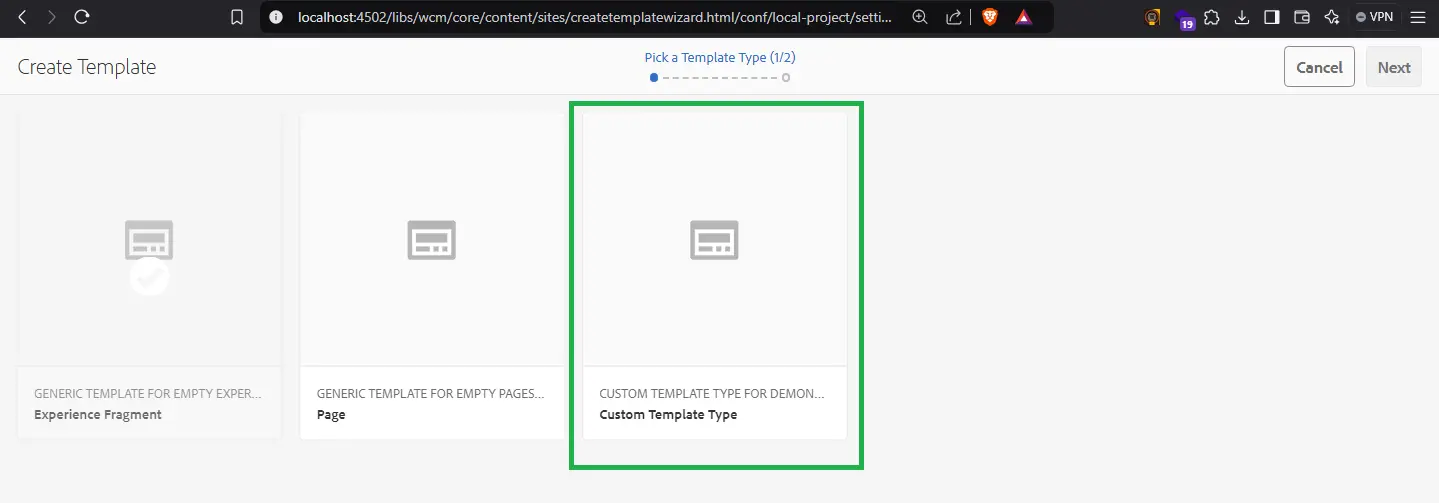 localhost:4502/libs/wcm/core/content/sites/createtemplatewizard.html/conf/local-project/setti...
19
VPN
Create Template
Pick a Template Type (1/2)
Cancel
Next
GENERIC TEMPLATE FOR EMPTY EXPER...
Experience Fragment
GENERIC TEMPLATE FOR EMPTY PAGES...
Page
CUSTOM TEMPLATE TYPE FOR DEMON...
Custom Template Type